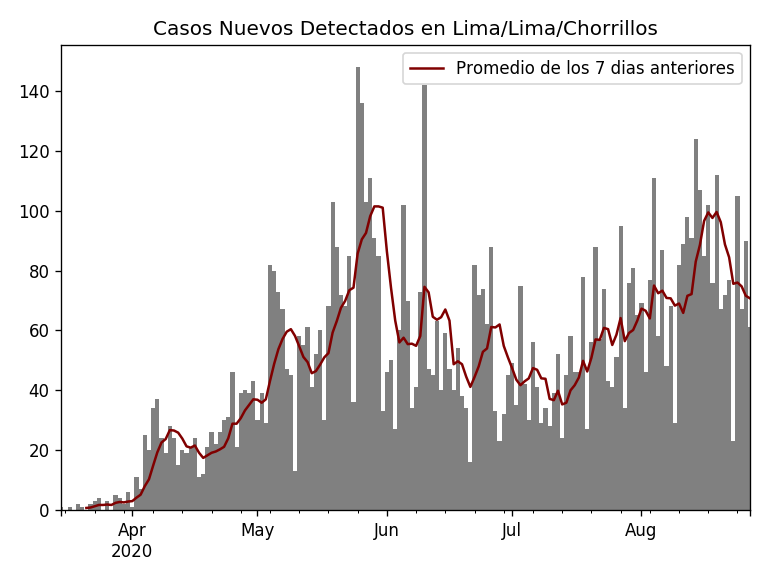 Casos Nuevos Detectados en Lima/Lima/Chorrillos
Promedio de los 7 dias anteriores
140
120
100
80
60
40
20
0
Apr
2020
May
Jun
Jul
Aug